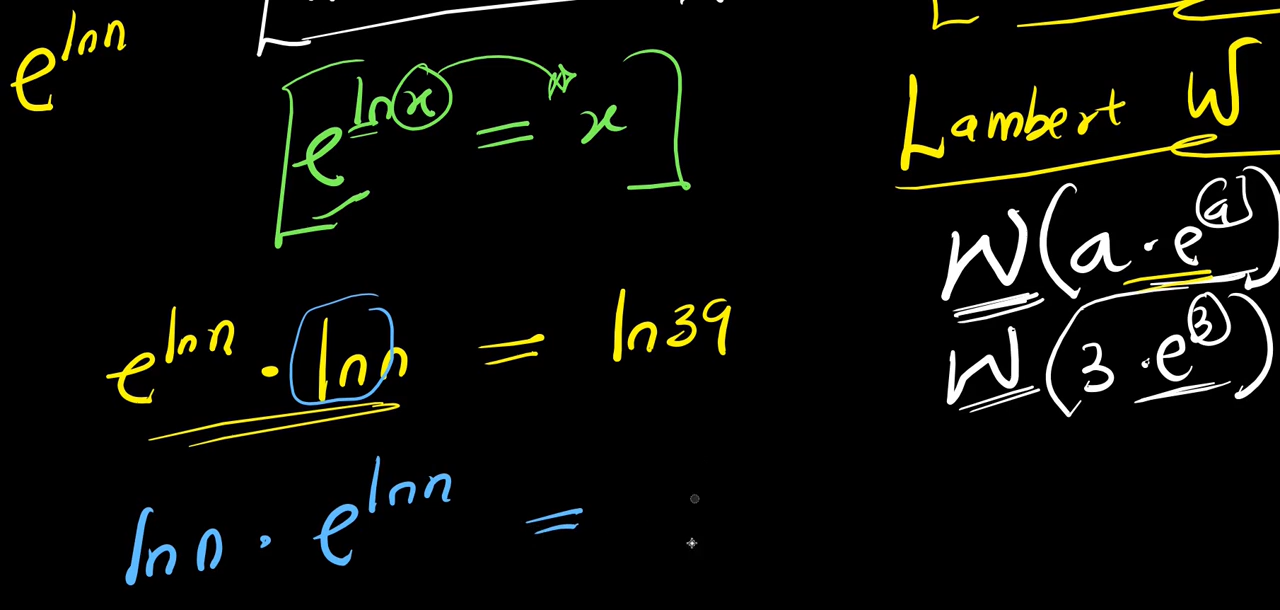 e^{ln n}
[e^{ln(x)} = x]
e^{ln n} · ln n = ln 39
ln n · e^{ln n} =
Lambert W
W(a · e^{(a)})
W(3 · e^{(3)})